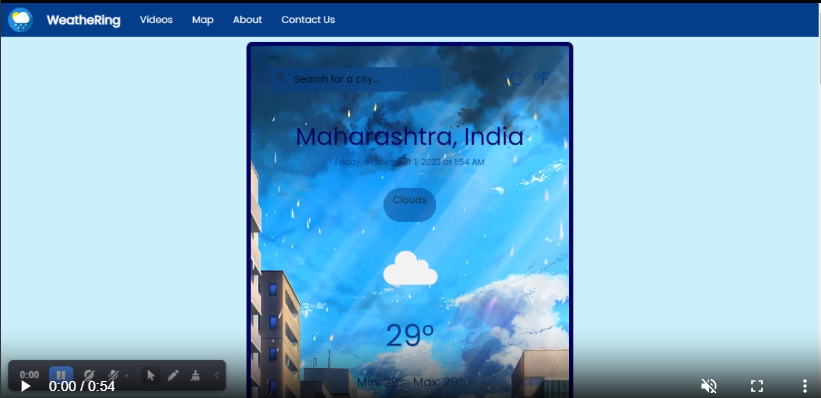 WeatheRing Videos Map About Contact Us
Search for a city... °C °F
Maharashtra, India
Friday, September 1, 2023 at 1:54 AM
Clouds
29°
Min: 29° Max: 29°
0:00
0:00 / 0:54